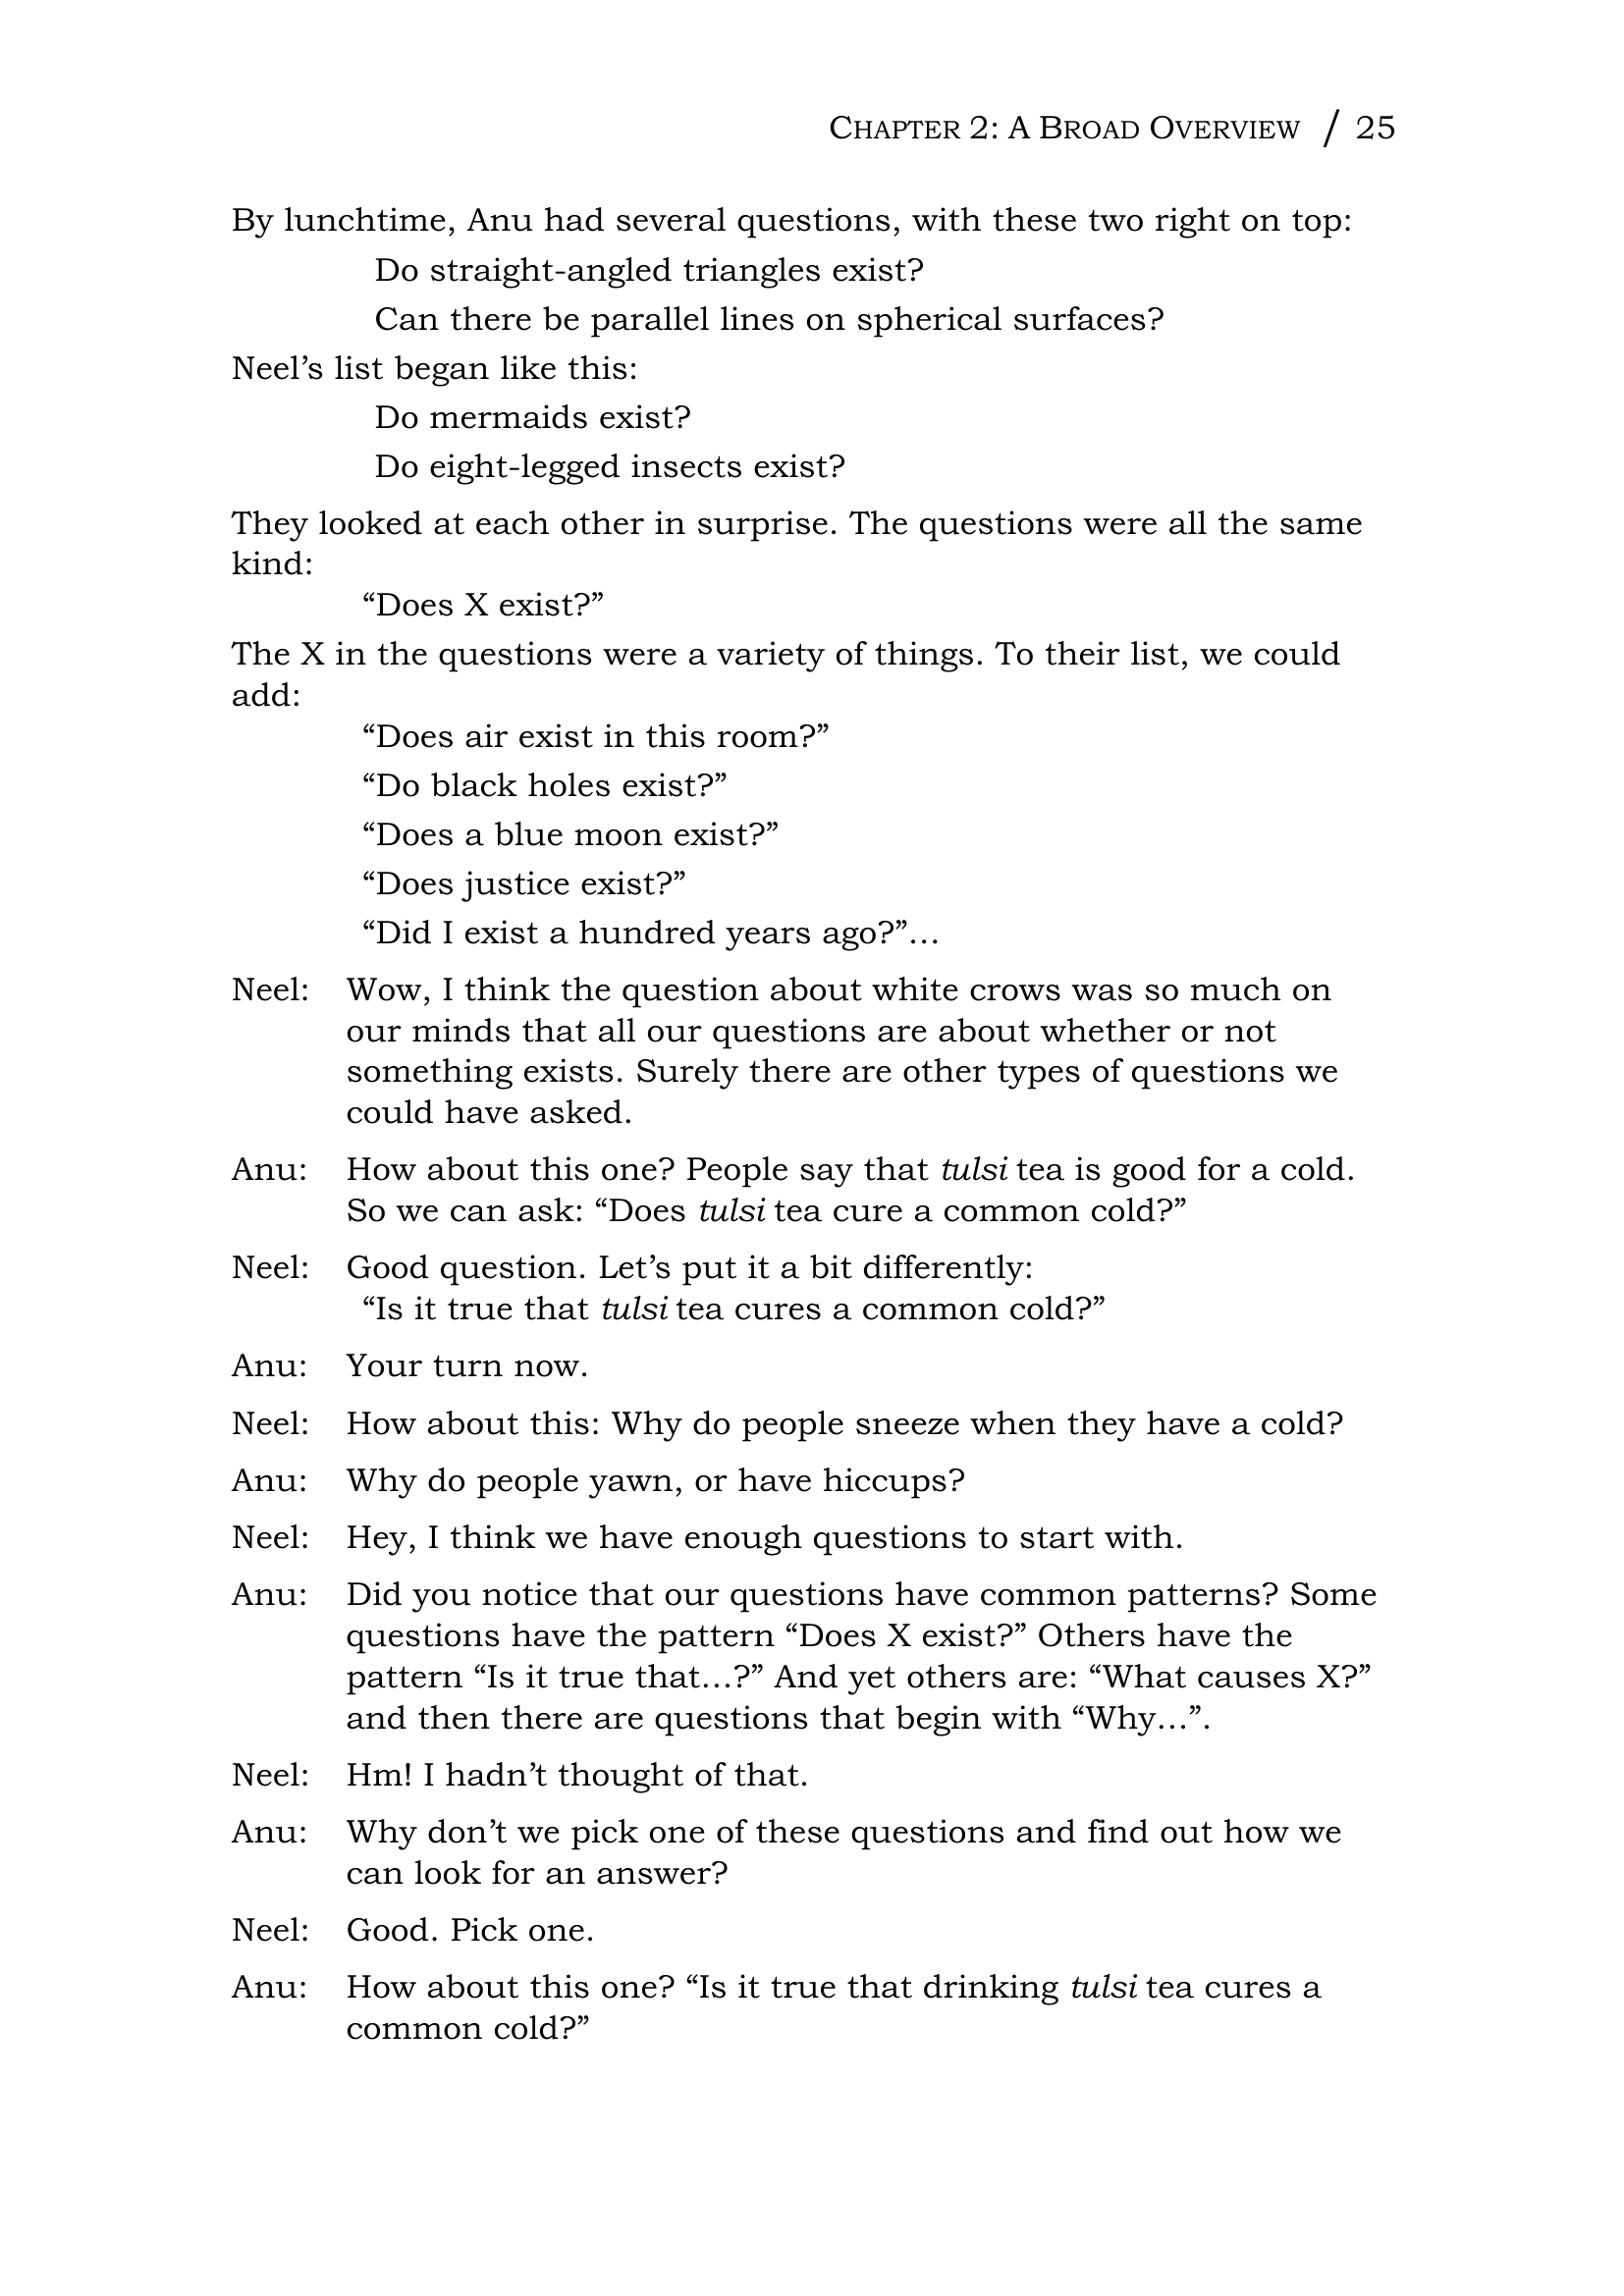 CHAPTER 2: A BROAD OVERVIEW / 25
By lunchtime, Anu had several questions, with these two right on top:
Do straight-angled triangles exist?
Can there be parallel lines on spherical surfaces?
Neel’s list began like this:
Do mermaids exist?
Do eight-legged insects exist?
They looked at each other in surprise. The questions were all the same
kind:
“Does X exist?”
The X in the questions were a variety of things. To their list, we could
add:
“Does air exist in this room?”
“Do black holes exist?”
“Does a blue moon exist?”
“Does justice exist?”
“Did I exist a hundred years ago?”…
Neel: Wow, I think the question about white crows was so much on
our minds that all our questions are about whether or not
something exists. Surely there are other types of questions we
could have asked.
Anu: How about this one? People say that tulsi tea is good for a cold.
So we can ask: “Does tulsi tea cure a common cold?”
Neel: Good question. Let’s put it a bit differently:
“Is it true that tulsi tea cures a common cold?”
Anu: Your turn now.
Neel: How about this: Why do people sneeze when they have a cold?
Anu: Why do people yawn, or have hiccups?
Neel: Hey, I think we have enough questions to start with.
Anu: Did you notice that our questions have common patterns? Some
questions have the pattern “Does X exist?” Others have the
pattern “Is it true that…?” And yet others are: “What causes X?”
and then there are questions that begin with “Why…”.
Neel: Hm! I hadn’t thought of that.
Anu: Why don’t we pick one of these questions and find out how we
can look for an answer?
Neel: Good. Pick one.
Anu: How about this one? “Is it true that drinking tulsi tea cures a
common cold?”